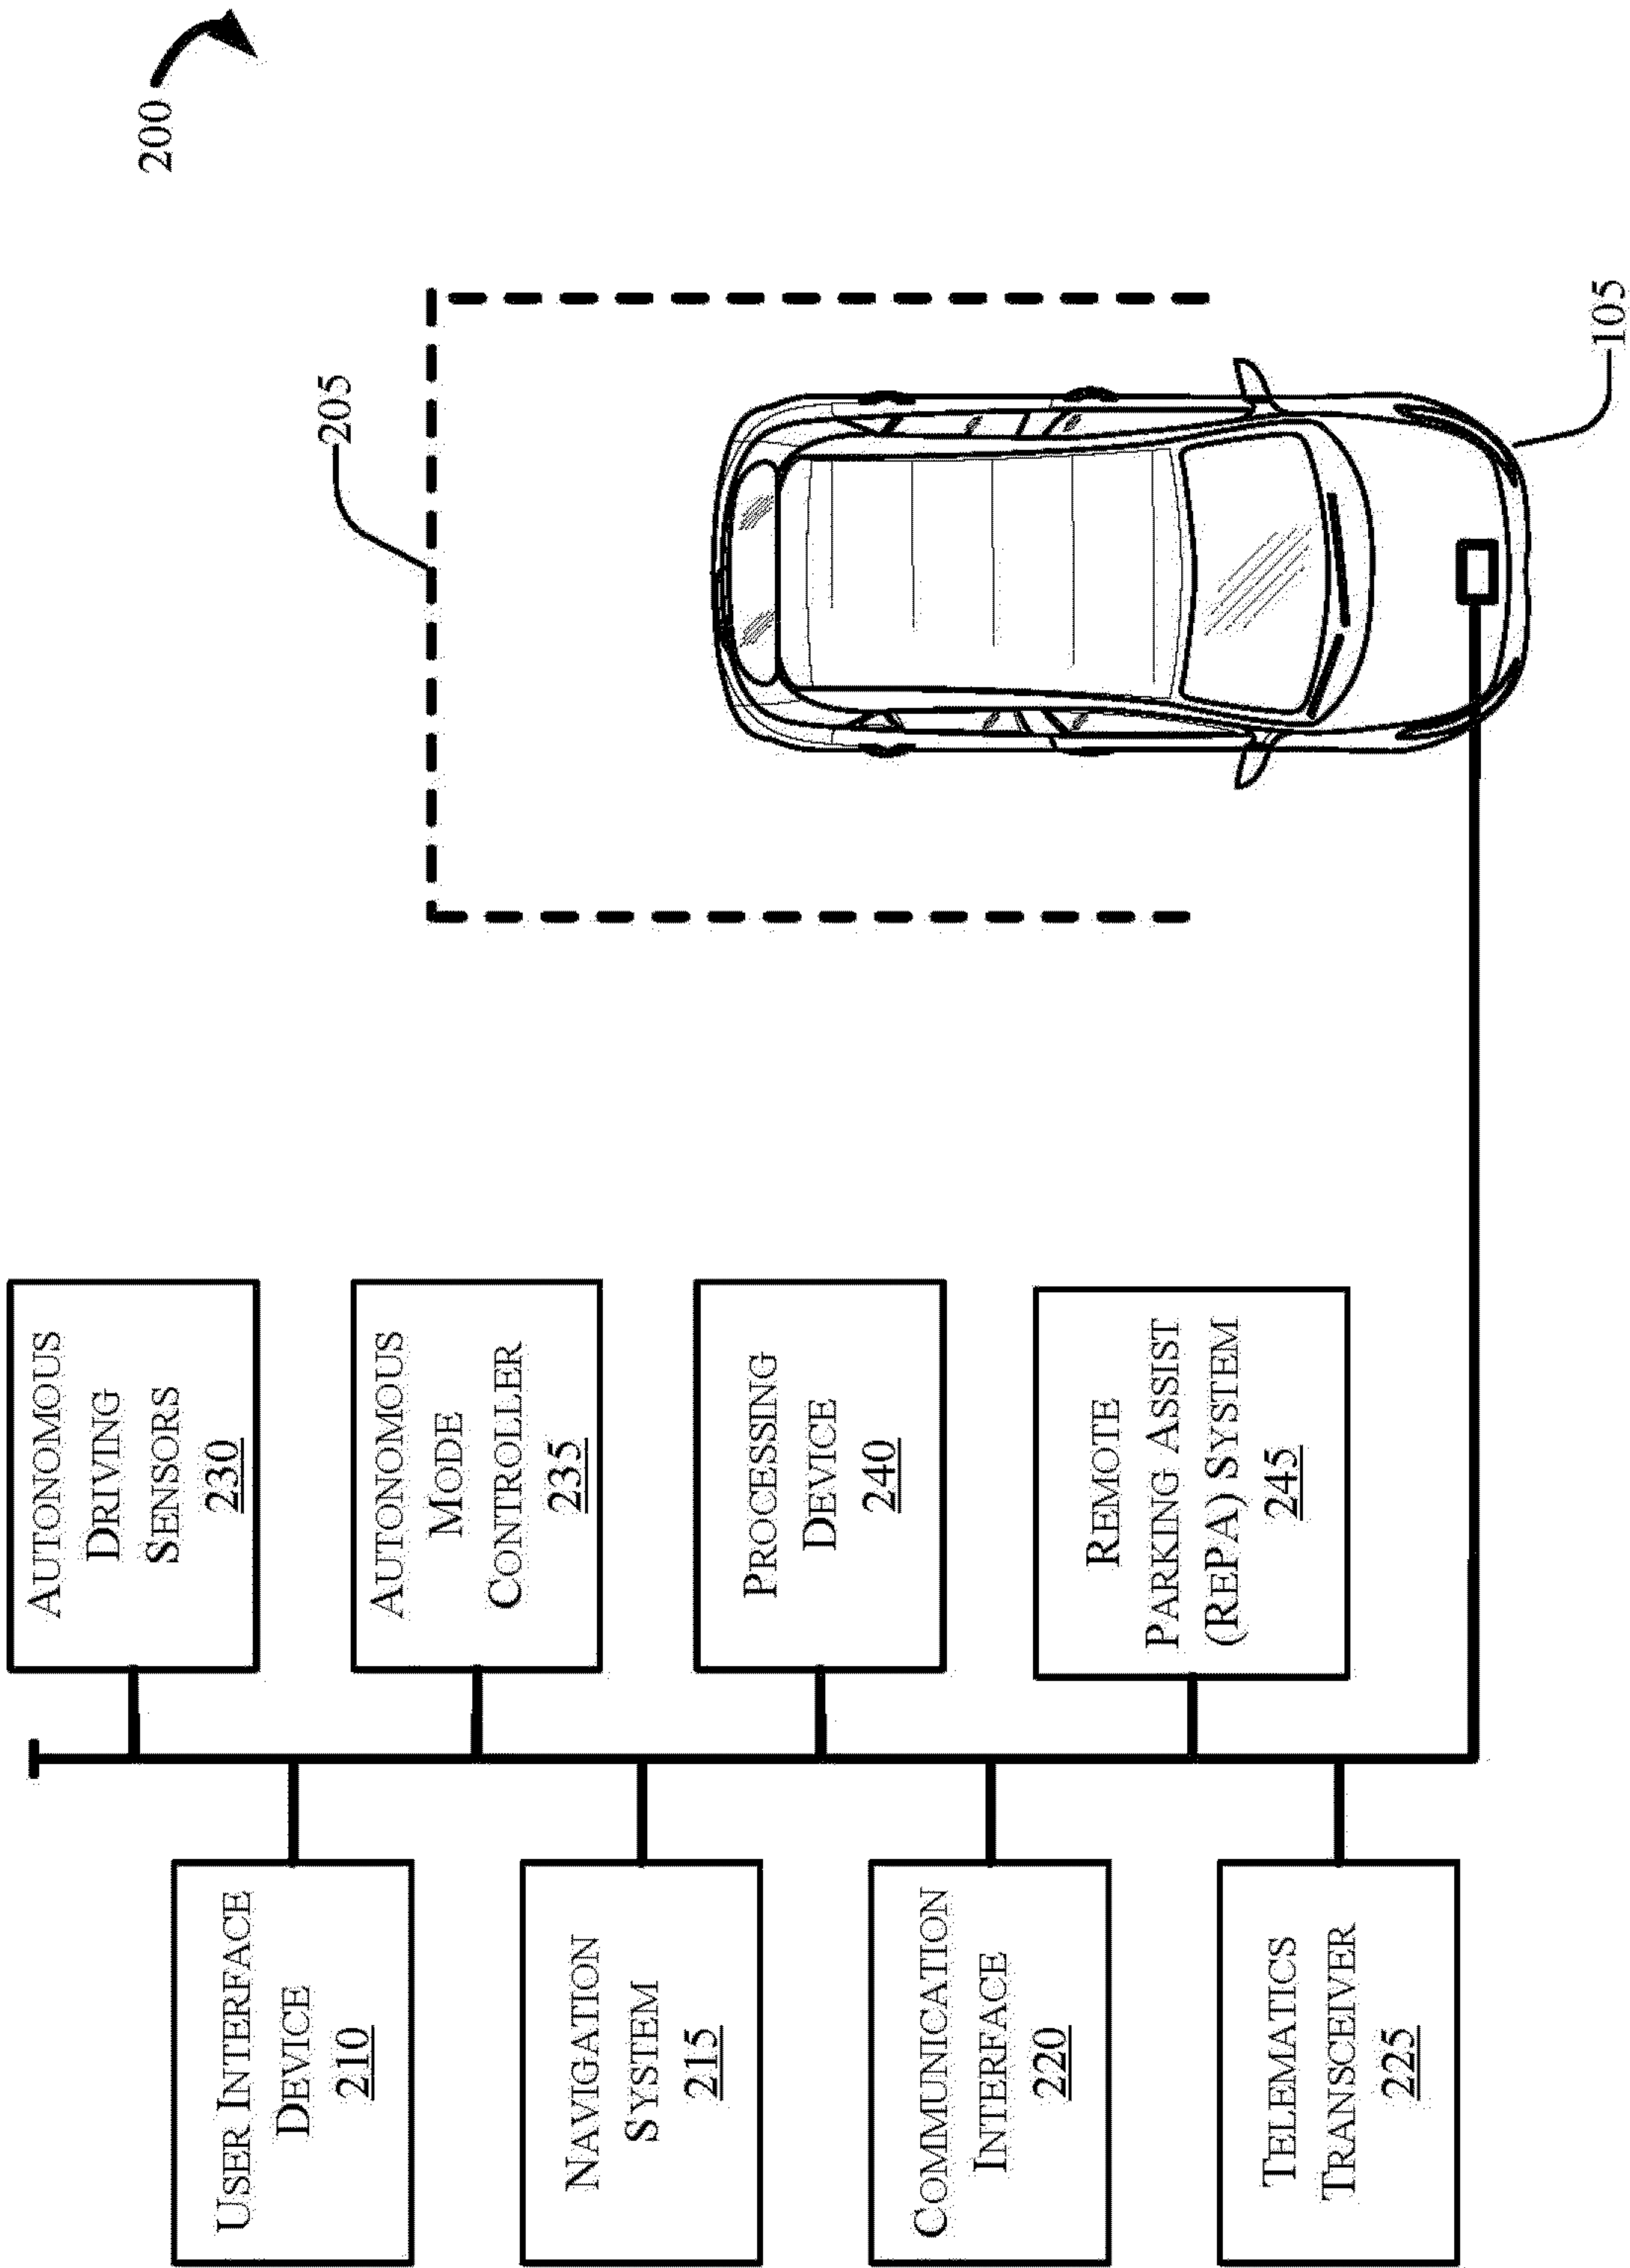 200
205
105
AUTONOMOUS
DRIVING
SENSORS
230
AUTONOMOUS
MODE
CONTROLLER
235
PROCESSING
DEVICE
240
REMOTE
PARKING ASSIST
(REPA) SYSTEM
245
USER INTERFACE
DEVICE
210
NAVIGATION
SYSTEM
215
COMMUNICATION
INTERFACE
220
TELEMATICS
TRANSCEIVER
225